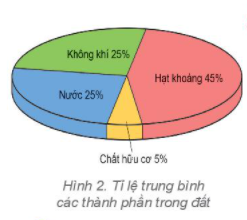 Không khí 25%
Hạt khoáng 45%
Nước 25%
Chất hữu cơ 5%
Hình 2. Tỉ lệ trung bình
các thành phần trong đất